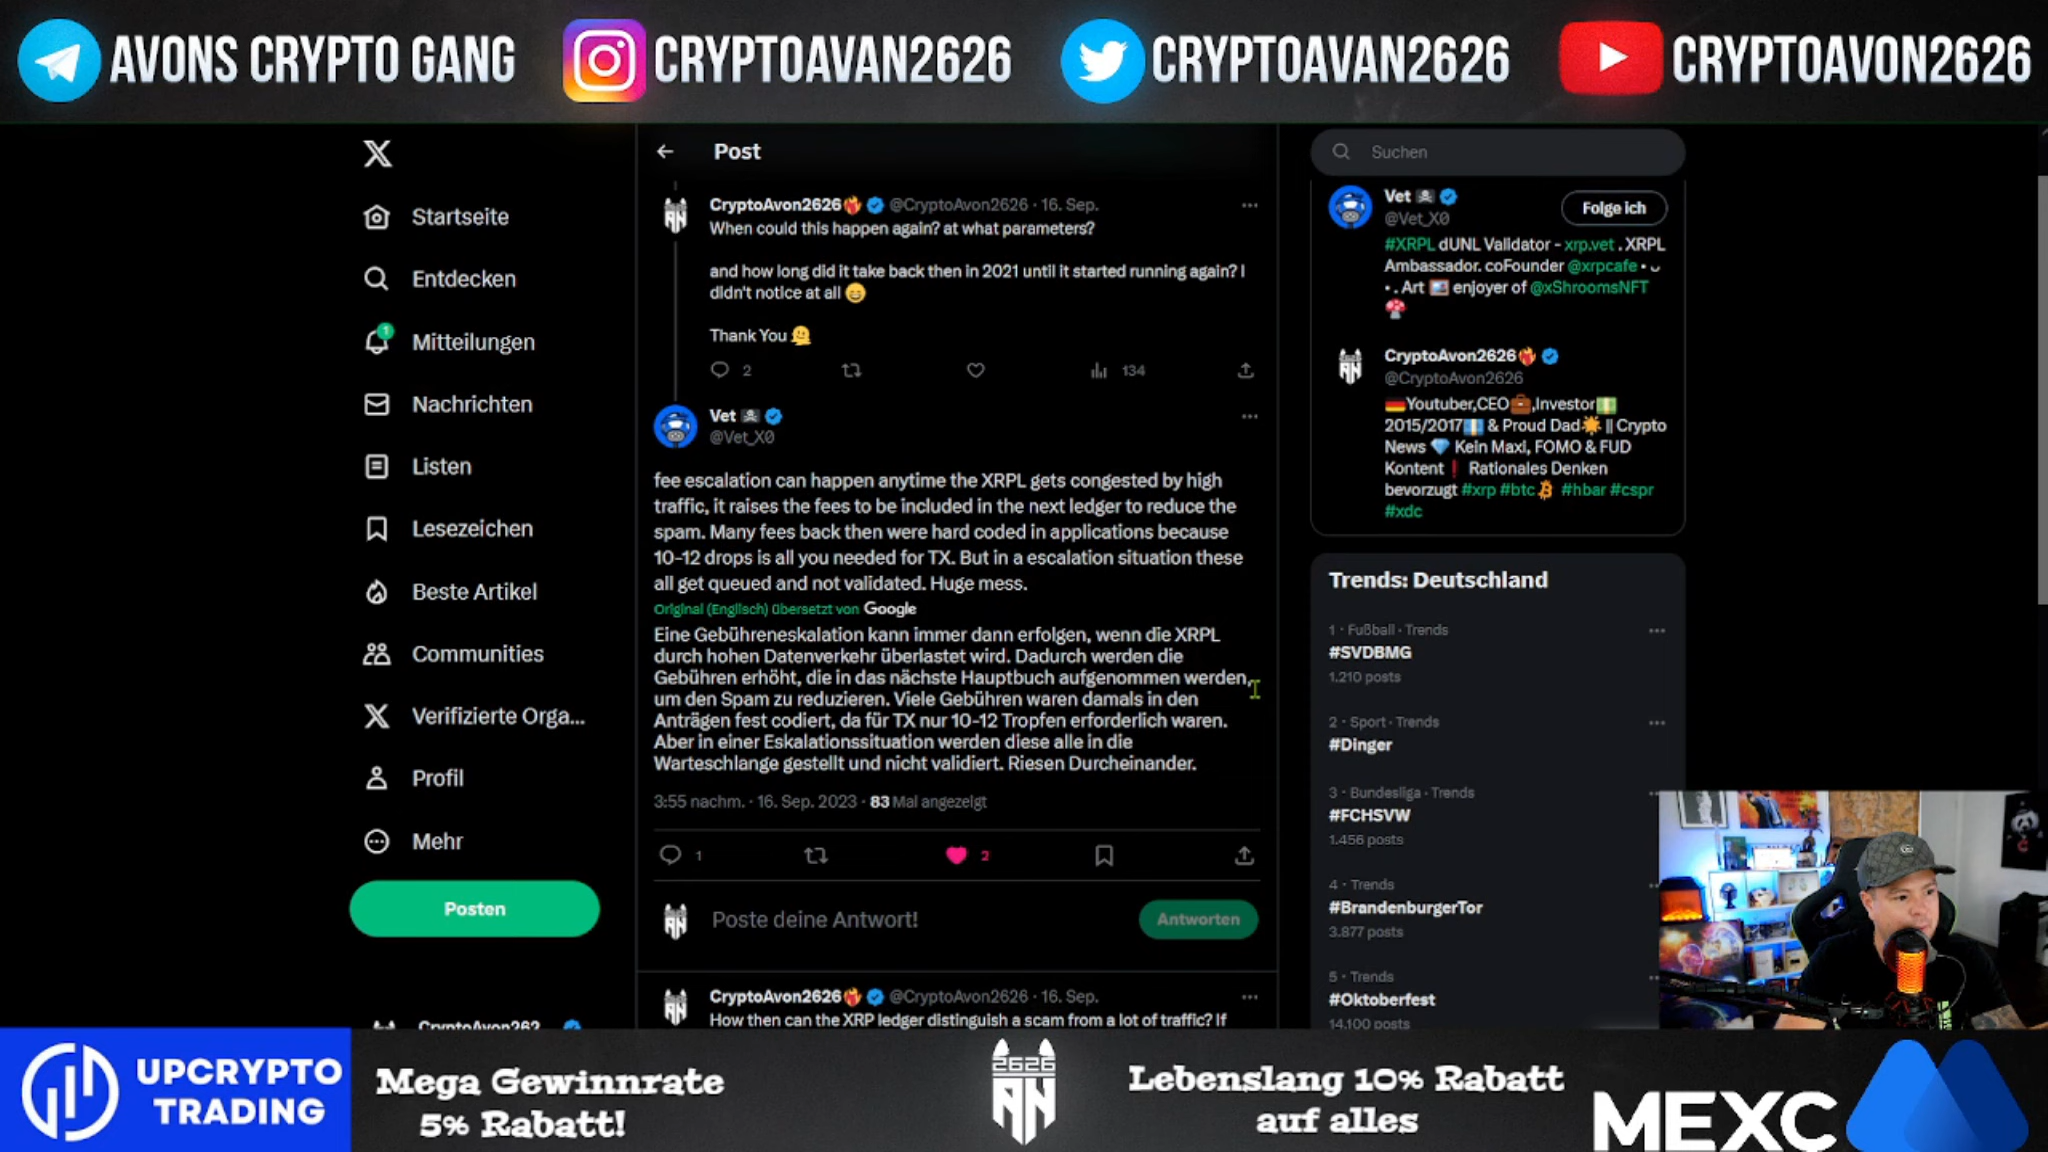 AVONS CRYPTO GANG
CRYPTOAVAN2626
CRYPTOAVAN2626
CRYPTOAVON2626
Startseite
Entdecken
1
Mitteilungen
Nachrichten
Listen
Lesezeichen
Beste Artikel
Communities
Verifizierte Orga...
Profil
Mehr
Posten
CryptoAvon262
Post
CryptoAvon2626 @CryptoAvon2626 · 16. Sep.
When could this happen again? at what parameters?
and how long did it take back then in 2021 until it started running again? I
didn't notice at all
Thank You
2
134
Vet
@Vet_X0
fee escalation can happen anytime the XRPL gets congested by high
traffic, it raises the fees to be included in the next ledger to reduce the
spam. Many fees back then were hard coded in applications because
10-12 drops is all you needed for TX. But in a escalation situation these
all get queued and not validated. Huge mess.
Original (Englisch) übersetzt von Google
Eine Gebühreneskalation kann immer dann erfolgen, wenn die XRPL
durch hohen Datenverkehr überlastet wird. Dadurch werden die
Gebühren erhöht, die in das nächste Hauptbuch aufgenommen werden,
um den Spam zu reduzieren. Viele Gebühren waren damals in den
Anträgen fest codiert, da für TX nur 10-12 Tropfen erforderlich waren.
Aber in einer Eskalationssituation werden diese alle in die
Warteschlange gestellt und nicht validiert. Riesen Durcheinander.
3:55 nachm. · 16. Sep. 2023 · 83 Mal angezeigt
1
2
Poste deine Antwort!
Antworten
CryptoAvon2626 @CryptoAvon2626 · 16. Sep.
How then can the XRP ledger distinguish a scam from a lot of traffic? If
Suchen
Vet
@Vet_X0
Folge ich
#XRPL dUNL Validator - xrp.vet . XRPL
Ambassador. coFounder @xrpcafe • ᴗ
• . Art enjoyer of @xShroomsNFT
CryptoAvon2626
@CryptoAvon2626
Youtuber,CEO,Investor
2015/2017 & Proud Dad || Crypto
News Kein Maxi, FOMO & FUD
Kontent Rationales Denken
bevorzugt #xrp #btc #hbar #cspr
#xdc
Trends: Deutschland
1 · Fußball · Trends
#SVDBMG
1.210 posts
2 · Sport · Trends
#Dinger
3 · Bundesliga · Trends
#FCHSVW
1.456 posts
4 · Trends
#BrandenburgerTor
3.877 posts
5 · Trends
#Oktoberfest
14.100 posts
UPCRYPTO
TRADING
Mega Gewinnrate
5% Rabatt!
2626
AN
Lebenslang 10% Rabatt
auf alles
MEXC